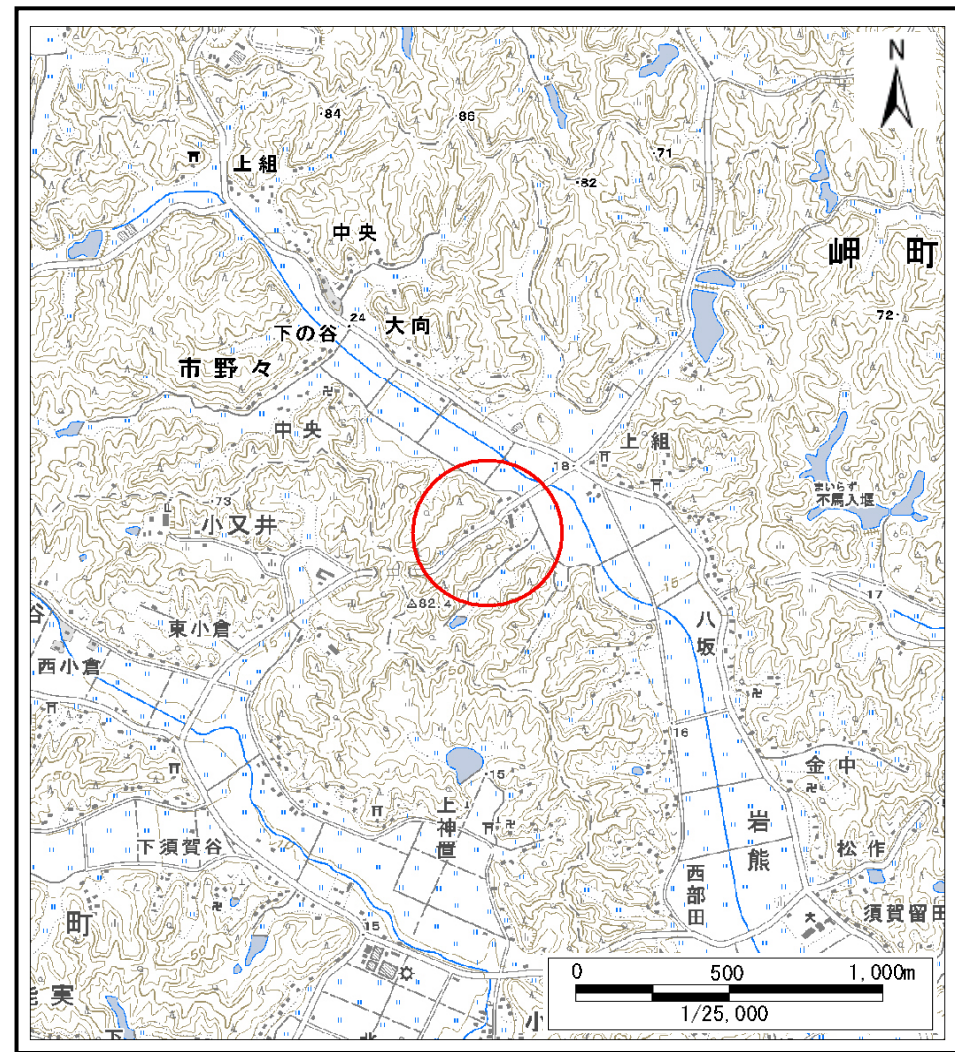 N
84
86
71
上組
82
中央
岬町
24
72
下の谷
大向
市野々
中央
上組
18
まいらず
不馬入堰
73
小又井
17
82.4
東小倉
八坂
西小倉
16
金中
15
上神置
岩熊
下須賀谷
松作
西部田
須賀留田
町
15
実
下
小
0 500 1,000m
1/25,000